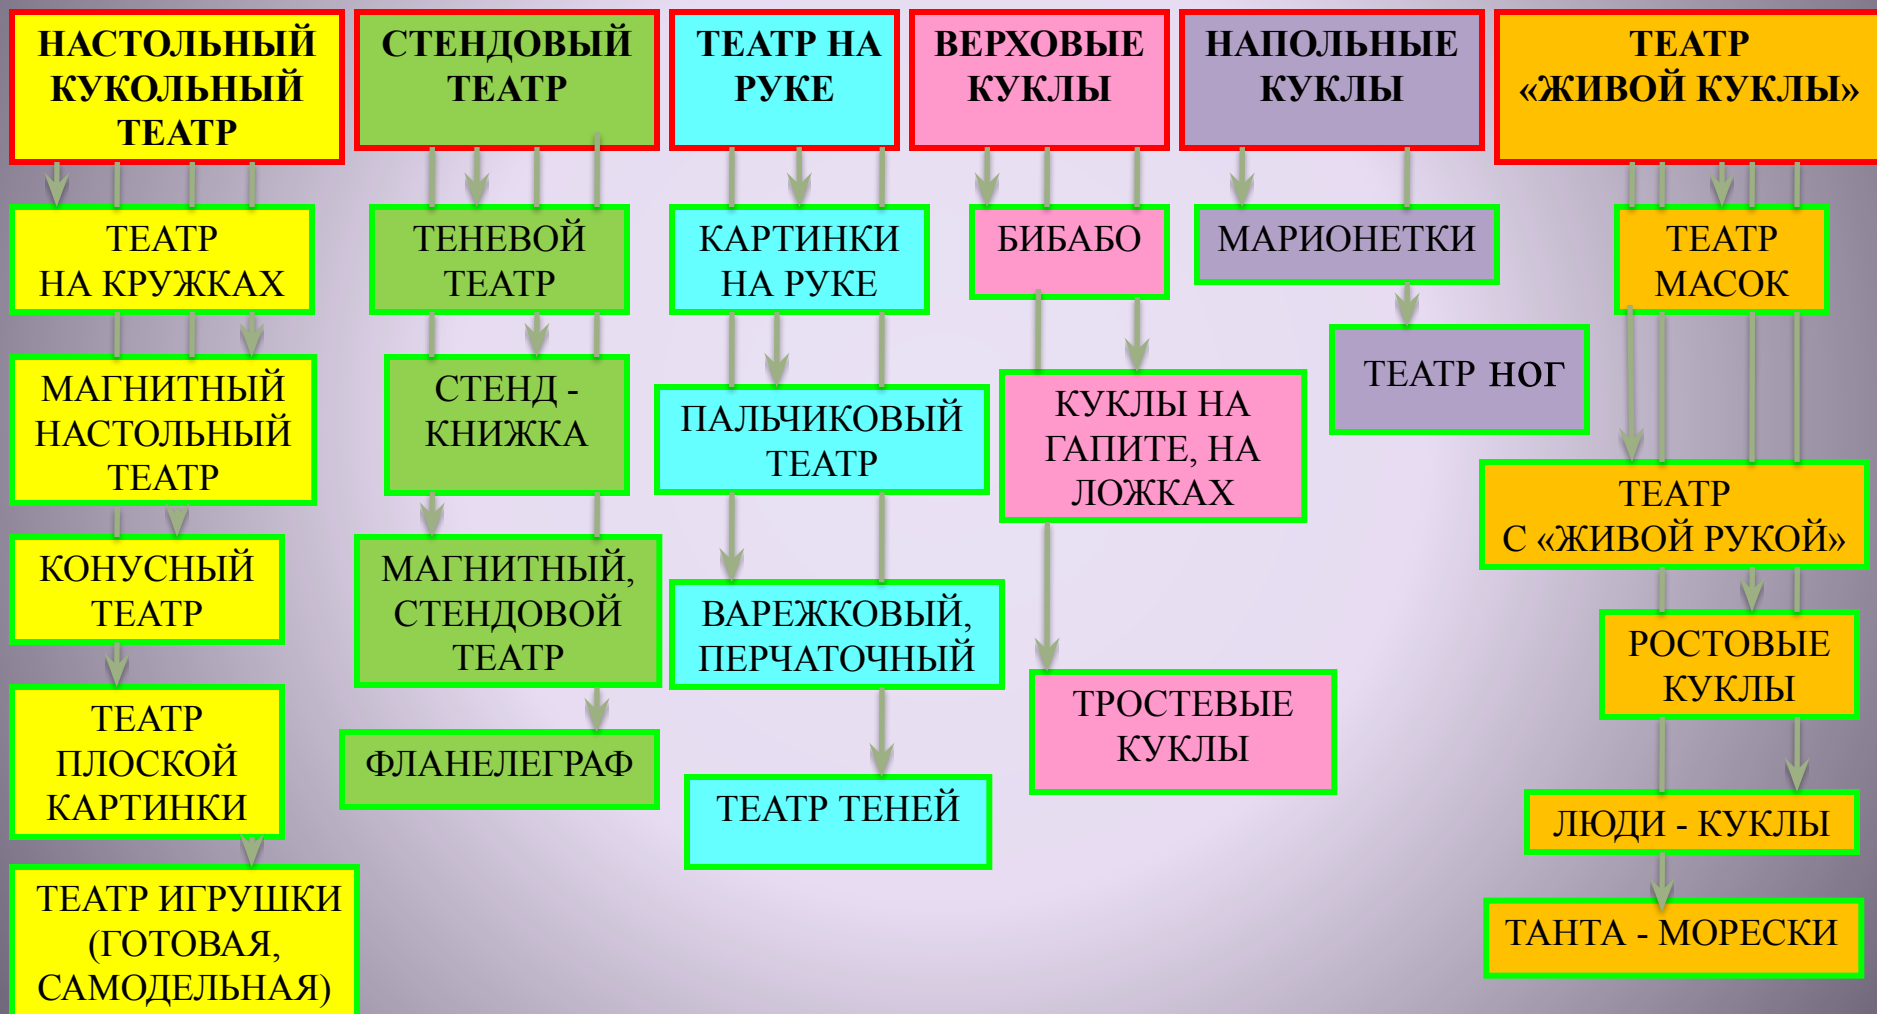 НАСТОЛЬНЫЙ
КУКОЛЬНЫЙ
ТЕАТР
ТЕАТР
НА КРУЖКАХ
МАГНИТНЫЙ
НАСТОЛЬНЫЙ
ТЕАТР
КОНУСНЫЙ
ТЕАТР
ТЕАТР
ПЛОСКОЙ
КАРТИНКИ
ТЕАТР ИГРУШКИ
(ГОТОВАЯ,
САМОДЕЛЬНАЯ)
СТЕНДОВЫЙ
ТЕАТР
ТЕНЕВОЙ
ТЕАТР
СТЕНД -
КНИЖКА
МАГНИТНЫЙ,
СТЕНДОВОЙ
ТЕАТР
ФЛАНЕЛЕГРАФ
ТЕАТР НА
РУКЕ
КАРТИНКИ
НА РУКЕ
ПАЛЬЧИКОВЫЙ
ТЕАТР
ВАРЕЖКОВЫЙ,
ПЕРЧАТОЧНЫЙ
ТЕАТР ТЕНЕЙ
ВЕРХОВЫЕ
КУКЛЫ
БИБАБО
КУКЛЫ НА
ГАПИТЕ, НА
ЛОЖКАХ
ТРОСТЕВЫЕ
КУКЛЫ
НАПОЛЬНЫЕ
КУКЛЫ
МАРИОНЕТКИ
ТЕАТР НОГ
ТЕАТР
«ЖИВОЙ КУКЛЫ»
ТЕАТР
МАСОК
ТЕАТР
С «ЖИВОЙ РУКОЙ»
РОСТОВЫЕ
КУКЛЫ
ЛЮДИ - КУКЛЫ
ТАНТА - МОРЕСКИ